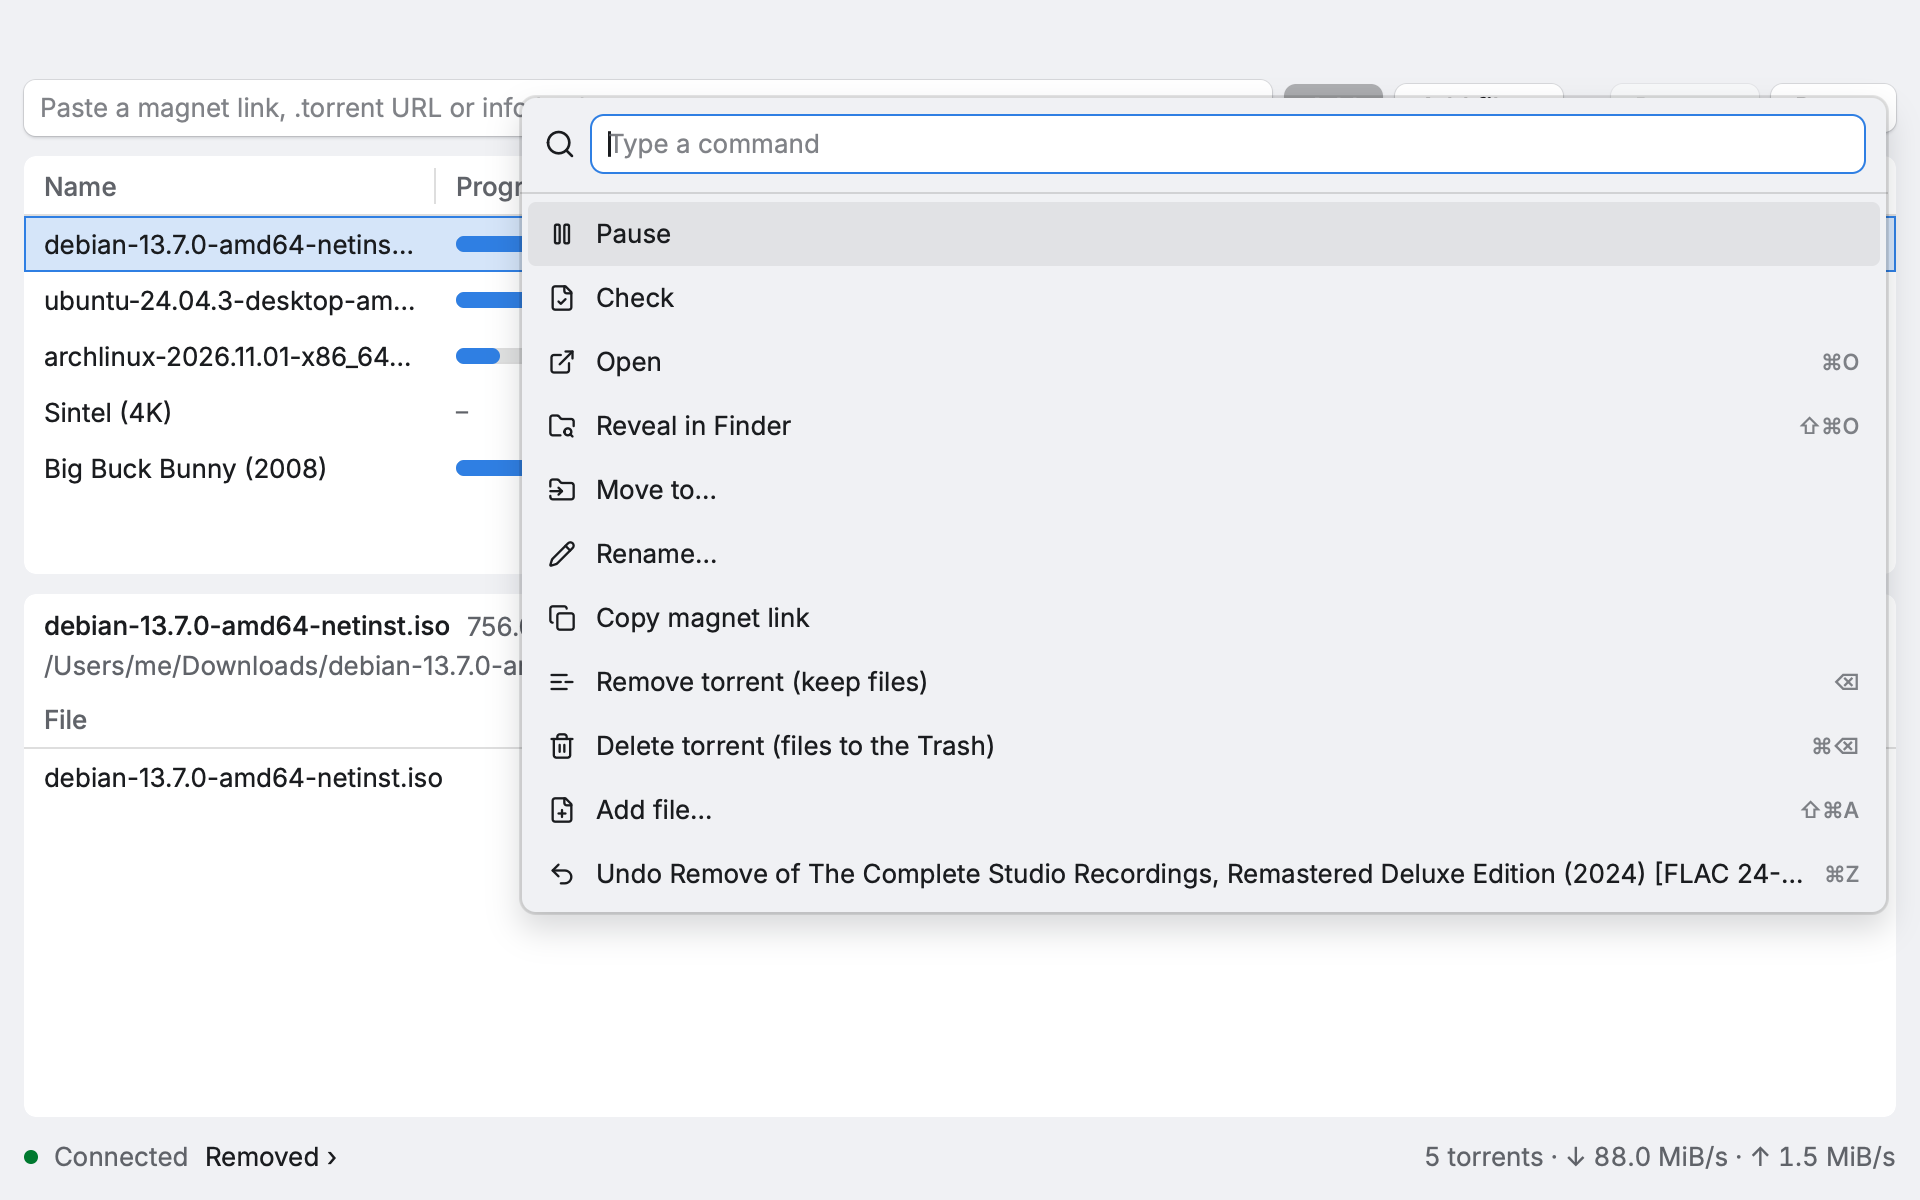 Paste a magnet link, .torrent URL or info
Type a command
Name
Progr
debian-13.7.0-amd64-netins...
ubuntu-24.04.3-desktop-am...
archlinux-2026.11.01-x86_64...
Sintel (4K)
–
Big Buck Bunny (2008)
Pause
Check
Open ⌘O
Reveal in Finder ⇧⌘O
Move to...
Rename...
Copy magnet link
Remove torrent (keep files) ⌫
Delete torrent (files to the Trash) ⌘⌫
Add file... ⇧⌘A
Undo Remove of The Complete Studio Recordings, Remastered Deluxe Edition (2024) [FLAC 24-... ⌘Z
debian-13.7.0-amd64-netinst.iso 756.
/Users/me/Downloads/debian-13.7.0-a
File
debian-13.7.0-amd64-netinst.iso
Connected Removed ›
5 torrents · ↓ 88.0 MiB/s · ↑ 1.5 MiB/s